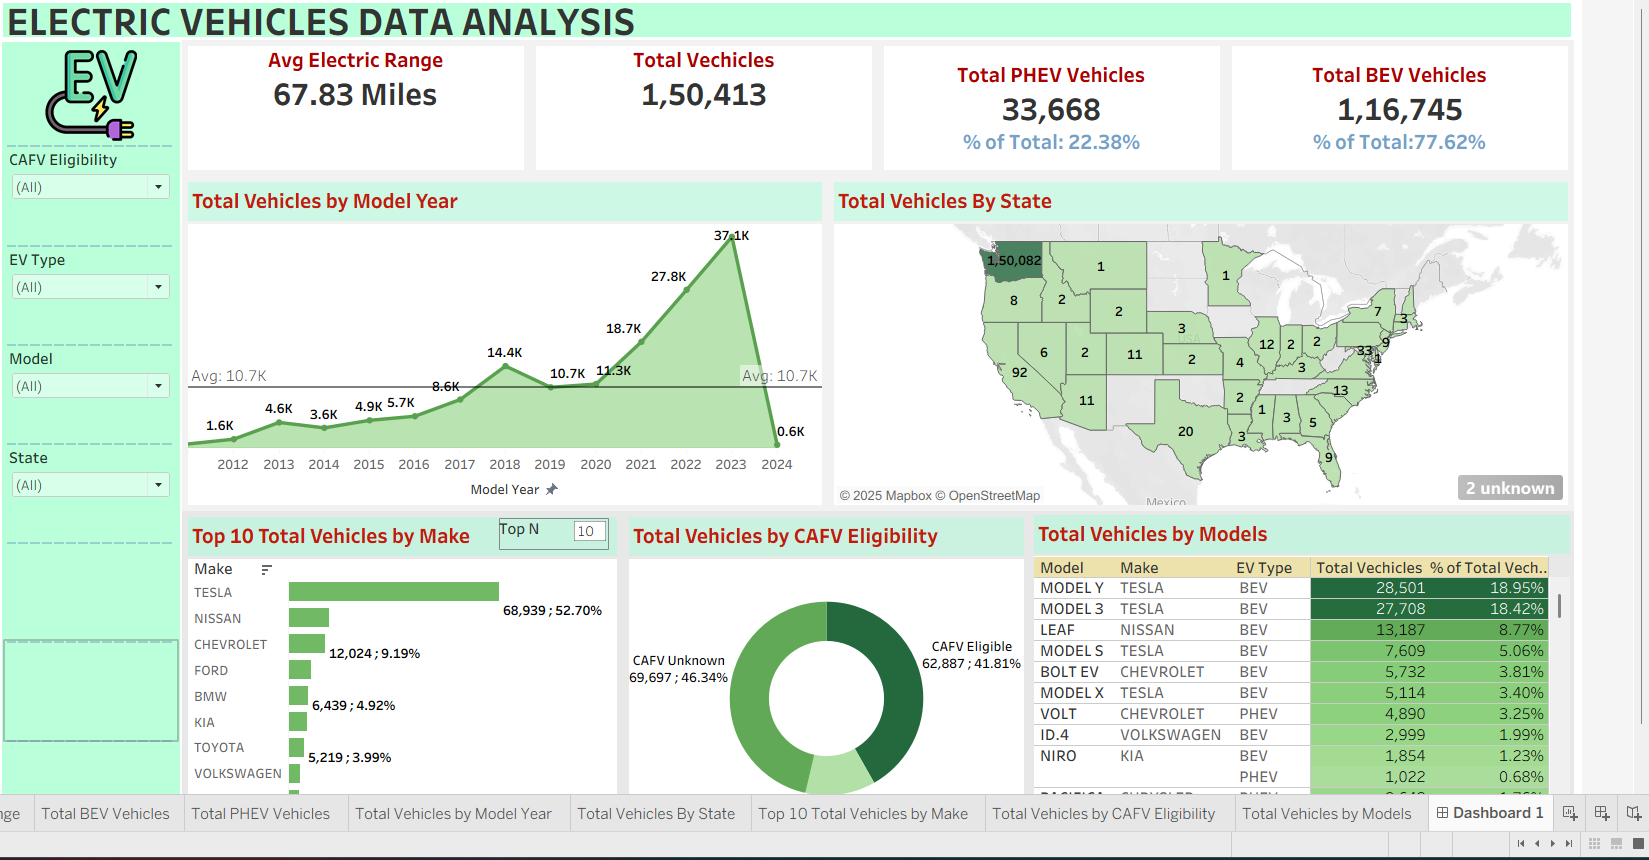 ELECTRIC VEHICLES DATA ANALYSIS
EV
CAFV Eligibility
(All)
EV Type
(All)
Model
(All)
State
(All)
Avg Electric Range
67.83 Miles
Total Vechicles
1,50,413
Total PHEV Vehicles
33,668
% of Total: 22.38%
Total BEV Vehicles
1,16,745
% of Total:77.62%
Total Vehicles by Model Year
37.1K
27.8K
18.7K
14.4K
10.7K
11.3K
8.6K
Avg: 10.7K
Avg: 10.7K
1.6K
4.6K
3.6K
4.9K
5.7K
0.6K
2012 2013 2014 2015 2016 2017 2018 2019 2020 2021 2022 2023 2024
Model Year
Total Vehicles By State
1,50,082
1
1
8
2
2
7
3
3
9
6
2
11
2
4
12
2
2
33
1
3
92
11
2
13
20
3
1
3
5
9
USA
Mexico
© 2025 Mapbox © OpenStreetMap
2 unknown
Top 10 Total Vehicles by Make
Top N
10
Make
TESLA
68,939 ; 52.70%
NISSAN
CHEVROLET
12,024 ; 9.19%
FORD
BMW
6,439 ; 4.92%
KIA
TOYOTA
5,219 ; 3.99%
VOLKSWAGEN
Total Vehicles by CAFV Eligibility
CAFV Unknown
69,697 ; 46.34%
CAFV Eligible
62,887 ; 41.81%
Total Vehicles by Models
Model Make EV Type Total Vechicles % of Total Vech..
MODEL Y TESLA BEV 28,501 18.95%
MODEL 3 TESLA BEV 27,708 18.42%
LEAF NISSAN BEV 13,187 8.77%
MODEL S TESLA BEV 7,609 5.06%
BOLT EV CHEVROLET BEV 5,732 3.81%
MODEL X TESLA BEV 5,114 3.40%
VOLT CHEVROLET PHEV 4,890 3.25%
ID.4 VOLKSWAGEN BEV 2,999 1.99%
NIRO KIA BEV 1,854 1.23%
PHEV 1,022 0.68%
nge
Total BEV Vehicles
Total PHEV Vehicles
Total Vehicles by Model Year
Total Vehicles By State
Top 10 Total Vehicles by Make
Total Vehicles by CAFV Eligibility
Total Vehicles by Models
Dashboard 1